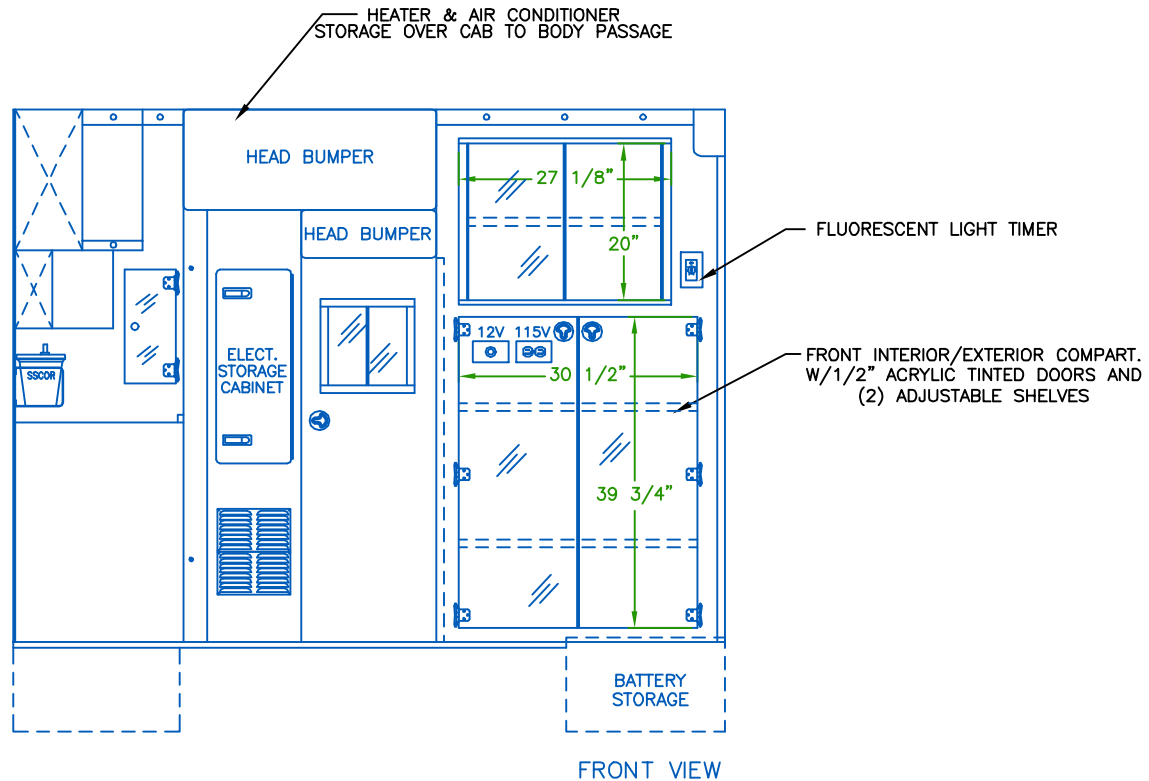 HEATER & AIR CONDITIONER
STORAGE OVER CAB TO BODY PASSAGE
HEAD BUMPER
27 1/8"
HEAD BUMPER
20"
FLUORESCENT LIGHT TIMER
12V 115V
SSCOR
ELECT.
STORAGE
CABINET
30 1/2"
FRONT INTERIOR/EXTERIOR COMPART.
W/1/2" ACRYLIC TINTED DOORS AND
(2) ADJUSTABLE SHELVES
39 3/4"
BATTERY
STORAGE
FRONT VIEW